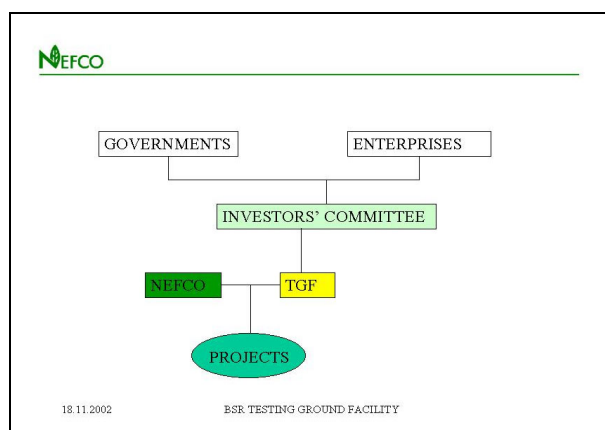 NEFCO
GOVERNMENTS ENTERPRISES
INVESTORS' COMMITTEE
NEFCO TGF
PROJECTS
18.11.2002 BSR TESTING GROUND FACILITY